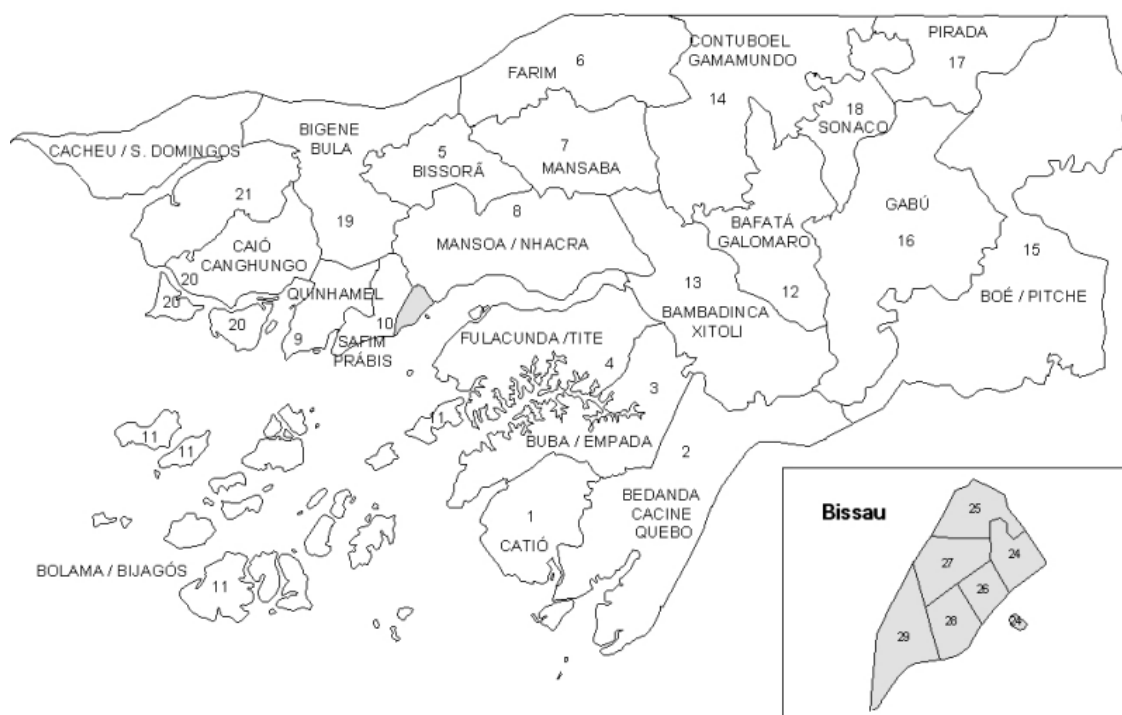 PIRADA
17
CONTUBOEL
GAMAMUNDO
14
6
FARIM
18
SONACO
BIGENE
BULA
CACHEU / S. DOMINGOS
5
BISSORÃ
7
MANSABA
21
19
8
MANSOA / NHACRA
GABÚ
16
BAFATÁ
GALOMARO
12
15
BOÉ / PITCHE
CAIÓ
CANGHUNGO
20
20
20
QUINHAMEL
9
10
SAFIM
PRÁBIS
13
BAMBADINCA
XITOLI
FULACUNDA /TITE
4
3
11
BUBA / EMPADA
2
11
11
BEDANDA
CACINE
QUEBO
1
CATIÓ
BOLAMA / BIJAGÓS
11
Bissau
25
27
24
26
28
24
29